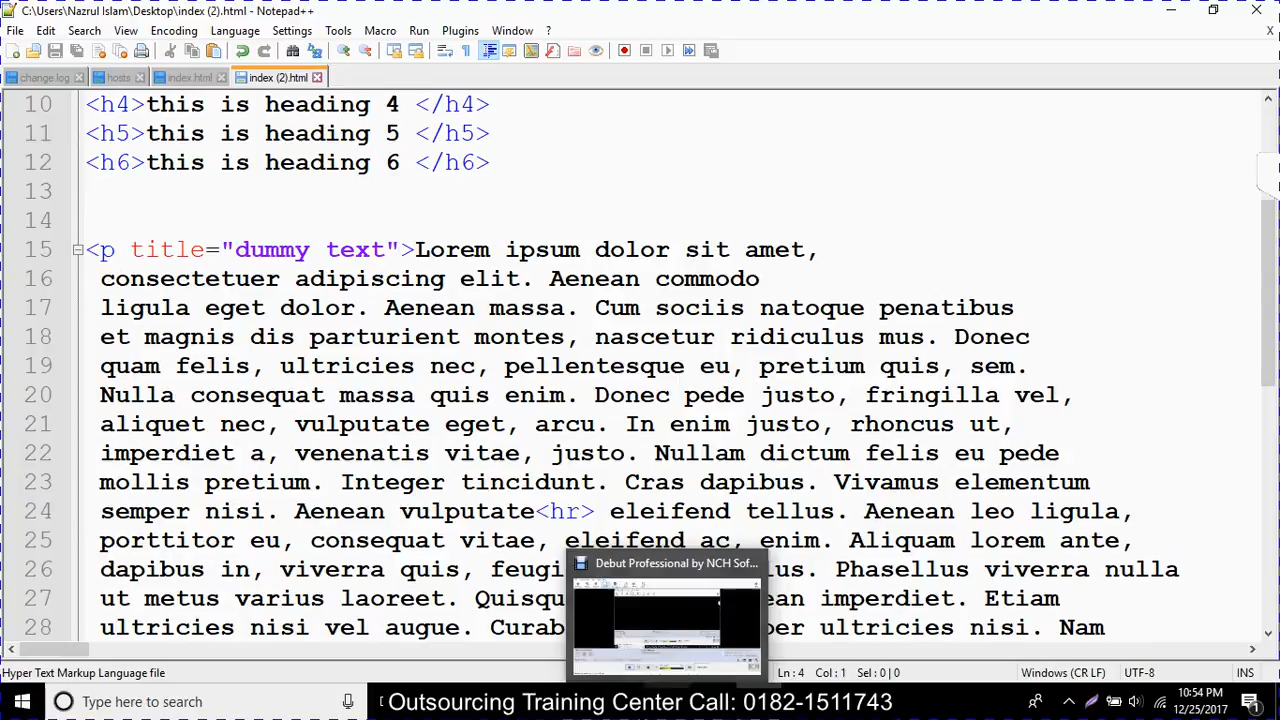 C:\Users\Nazrul Islam\Desktop\index (2).html - Notepad++
File Edit Search View Encoding Language Settings Tools Macro Run Plugins Window ? X
change.log hosts index.html index (2).html
10 <h4>this is heading 4 </h4>
11 <h5>this is heading 5 </h5>
12 <h6>this is heading 6 </h6>
13
14
15 <p title="dummy text">Lorem ipsum dolor sit amet,
16 consectetuer adipiscing elit. Aenean commodo
17 ligula eget dolor. Aenean massa. Cum sociis natoque penatibus
18 et magnis dis parturient montes, nascetur ridiculus mus. Donec
19 quam felis, ultricies nec, pellentesque eu, pretium quis, sem.
20 Nulla consequat massa quis enim. Donec pede justo, fringilla vel,
21 aliquet nec, vulputate eget, arcu. In enim justo, rhoncus ut,
22 imperdiet a, venenatis vitae, justo. Nullam dictum felis eu pede
23 mollis pretium. Integer tincidunt. Cras dapibus. Vivamus elementum
24 semper nisi. Aenean vulputate<hr> eleifend tellus. Aenean leo ligula,
25 porttitor eu, consequat vitae, eleifend ac, enim. Aliquam lorem ante,
Debut Professional by NCH Sof...
26 dapibus in, viverra quis, feugi us. Phasellus viverra nulla
27 ut metus varius laoreet. Quisqu ean imperdiet. Etiam
28 ultricies nisi vel augue. Curab per ultricies nisi. Nam
Hyper Text Markup Language file Ln : 4 Col : 1 Sel : 0 | 0 Windows (CR LF) UTF-8 INS
Type here to search
[ Outsourcing Training Center Call: 0182-1511743
10:54 PM
12/25/2017